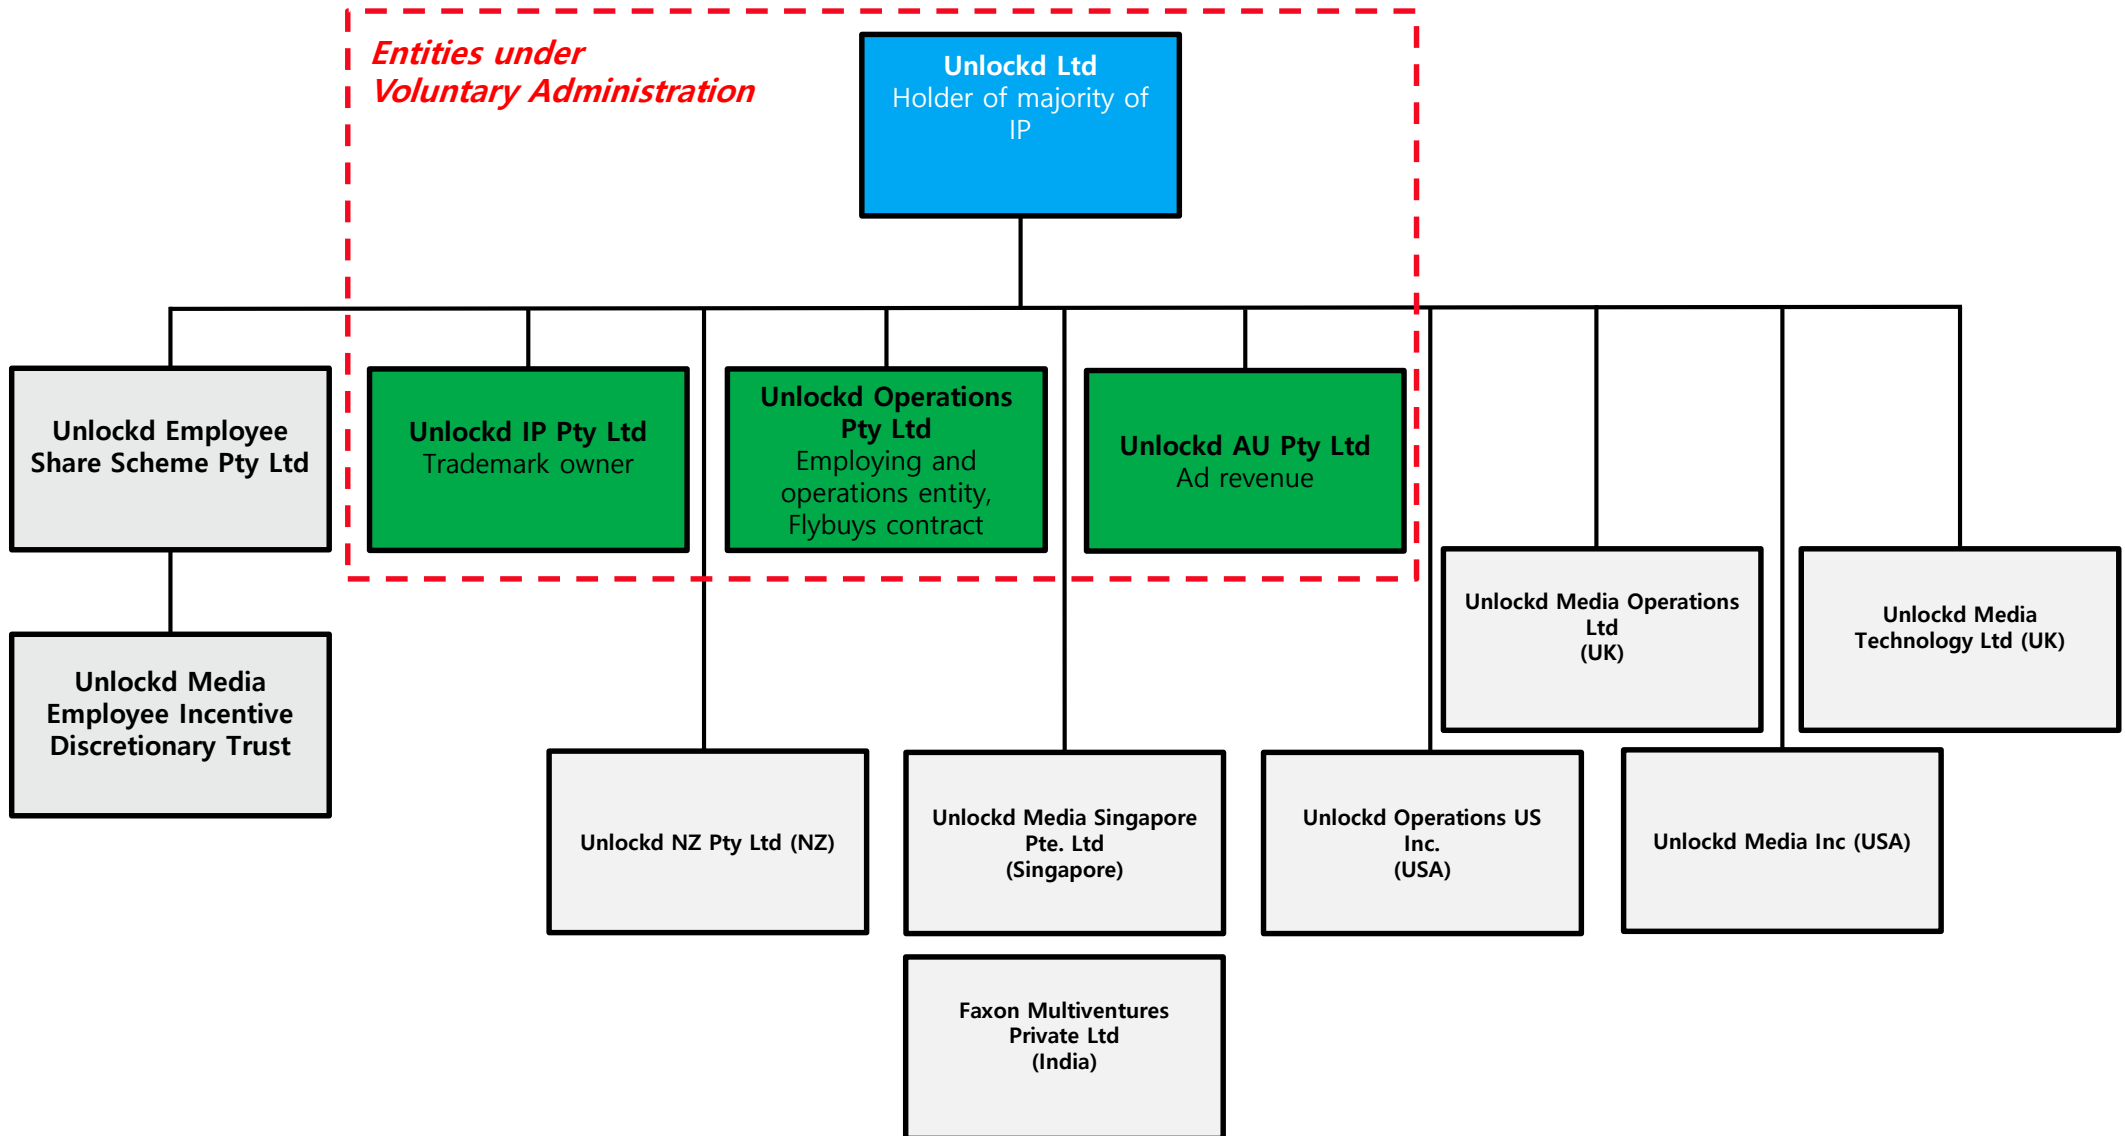 Entities under
Voluntary Administration
Unlockd Ltd
Holder of majority of
IP
Unlockd Employee
Share Scheme Pty Ltd
Unlockd IP Pty Ltd
Trademark owner
Unlockd Operations
Pty Ltd
Employing and
operations entity,
Flybuys contract
Unlockd AU Pty Ltd
Ad revenue
Unlockd Media Operations
Ltd
(UK)
Unlockd Media
Technology Ltd (UK)
Unlockd Media
Employee Incentive
Discretionary Trust
Unlockd NZ Pty Ltd (NZ)
Unlockd Media Singapore
Pte. Ltd
(Singapore)
Unlockd Operations US
Inc.
(USA)
Unlockd Media Inc (USA)
Faxon Multiventures
Private Ltd
(India)